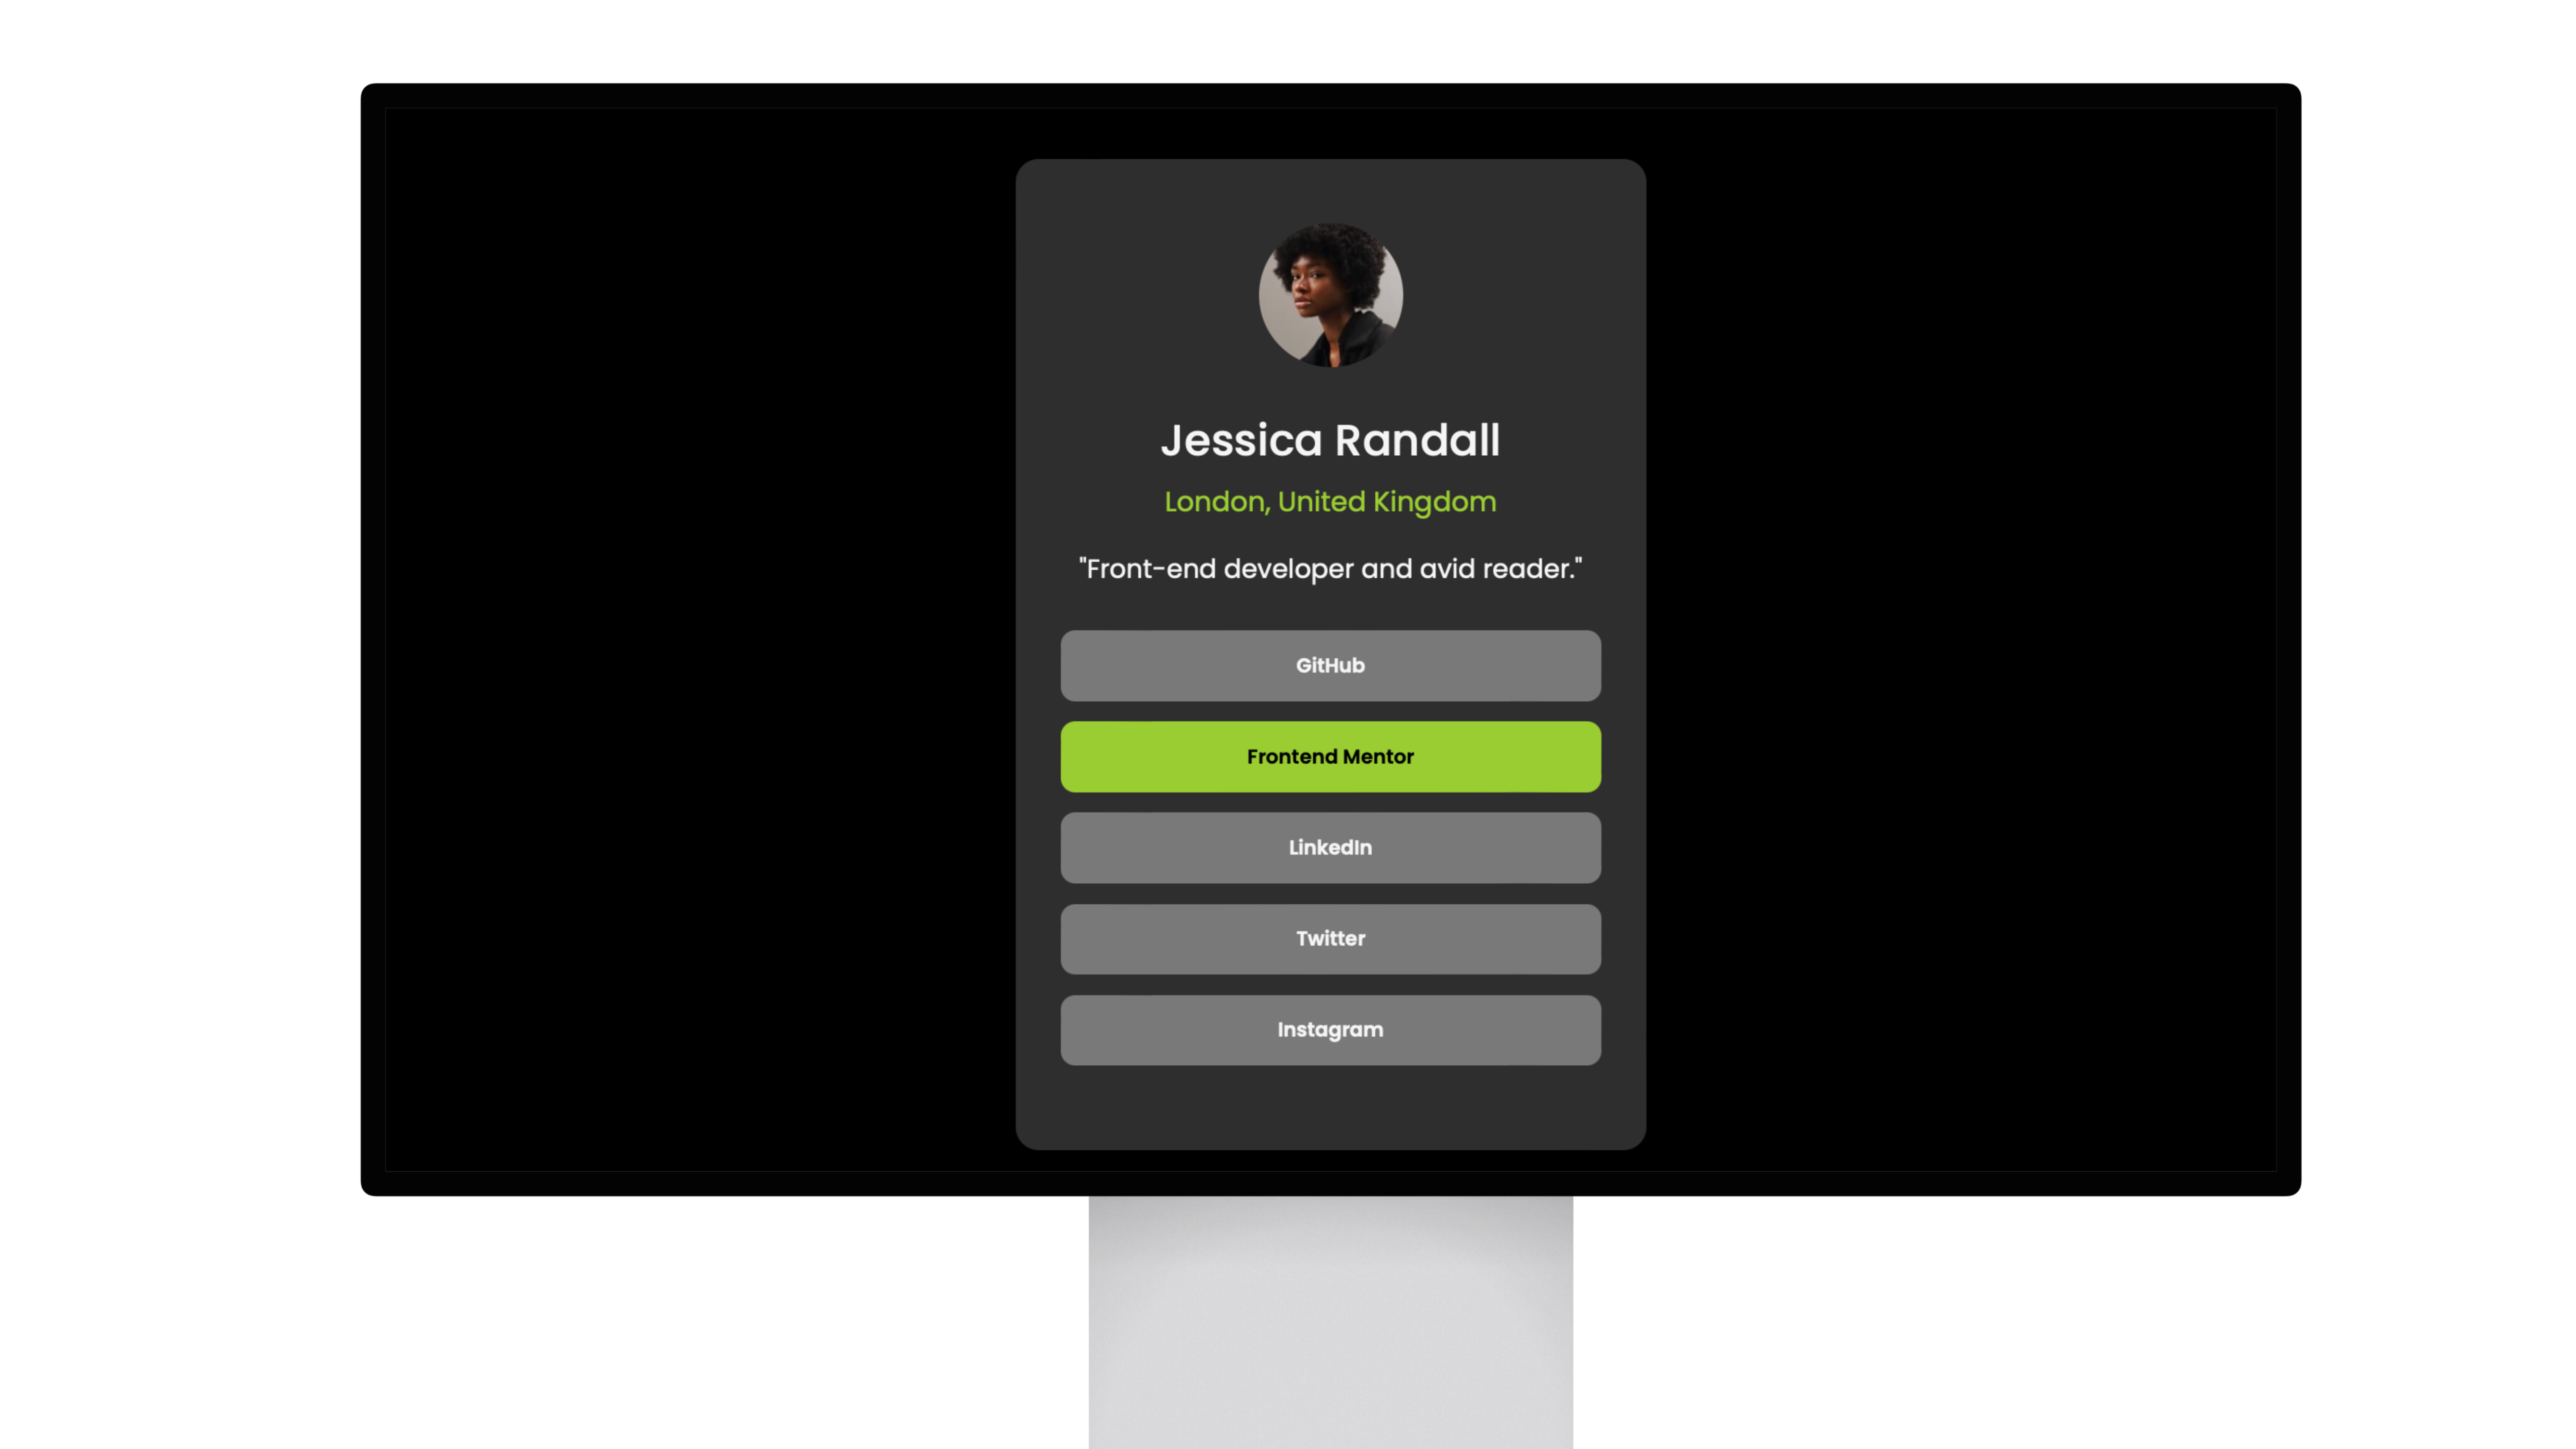 Jessica Randall
London, United Kingdom
"Front-end developer and avid reader."
GitHub
Frontend Mentor
LinkedIn
Twitter
Instagram